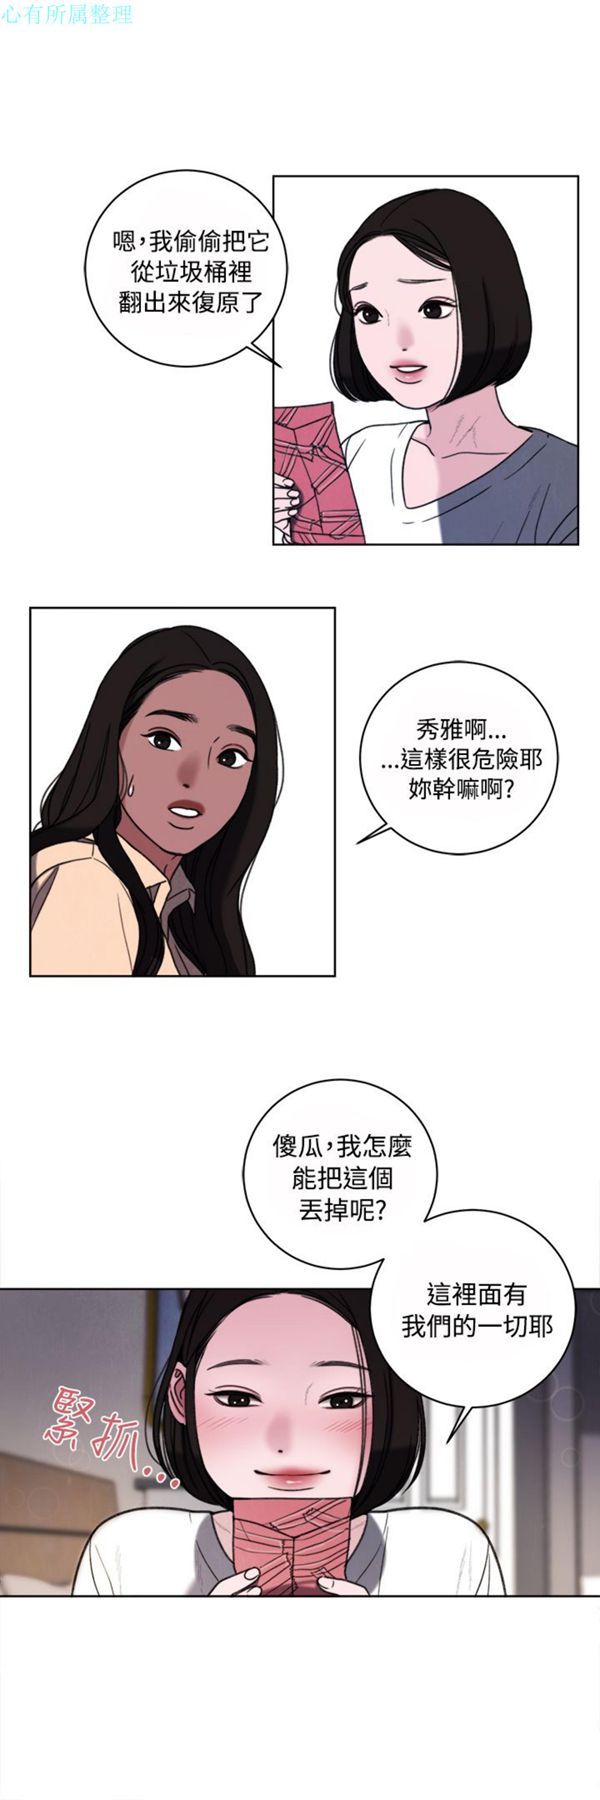 心有所属整理
嗯，我偷偷把它
從垃圾桶裡
翻出來復原了
秀雅啊...
...這樣很危險耶
妳幹嘛啊?
傻瓜，我怎麼
能把這個
丟掉呢?
這裡面有
我們的一切耶
緊抓...